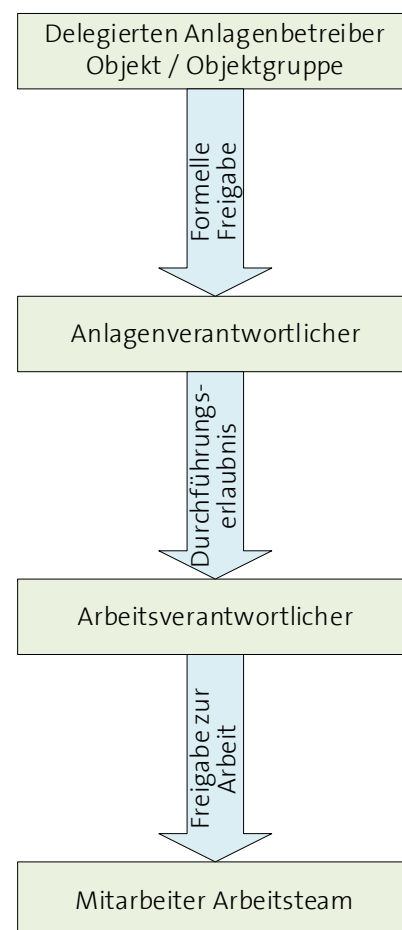 Delegierten Anlagenbetreiber
Objekt / Objektgruppe
Formelle
Freigabe
Anlagenverantwortlicher
Durchführungs-
erlaubnis
Arbeitsverantwortlicher
Freigabe zur
Arbeit
Mitarbeiter Arbeitsteam